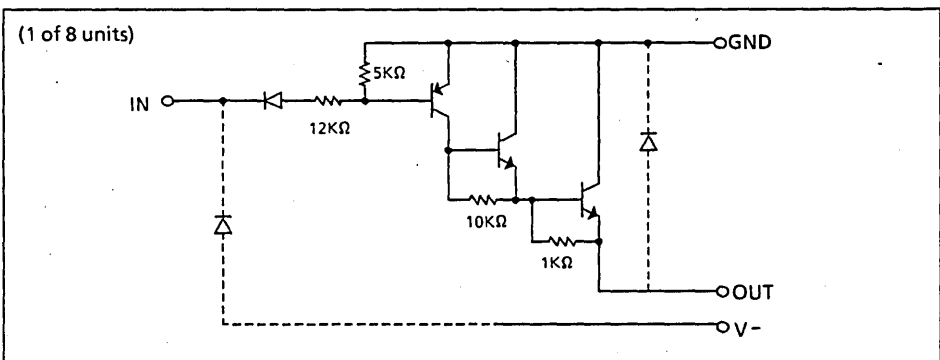 (1 of 8 units)
GND
5KΩ
IN
12KΩ
10KΩ
1KΩ
OUT
V-